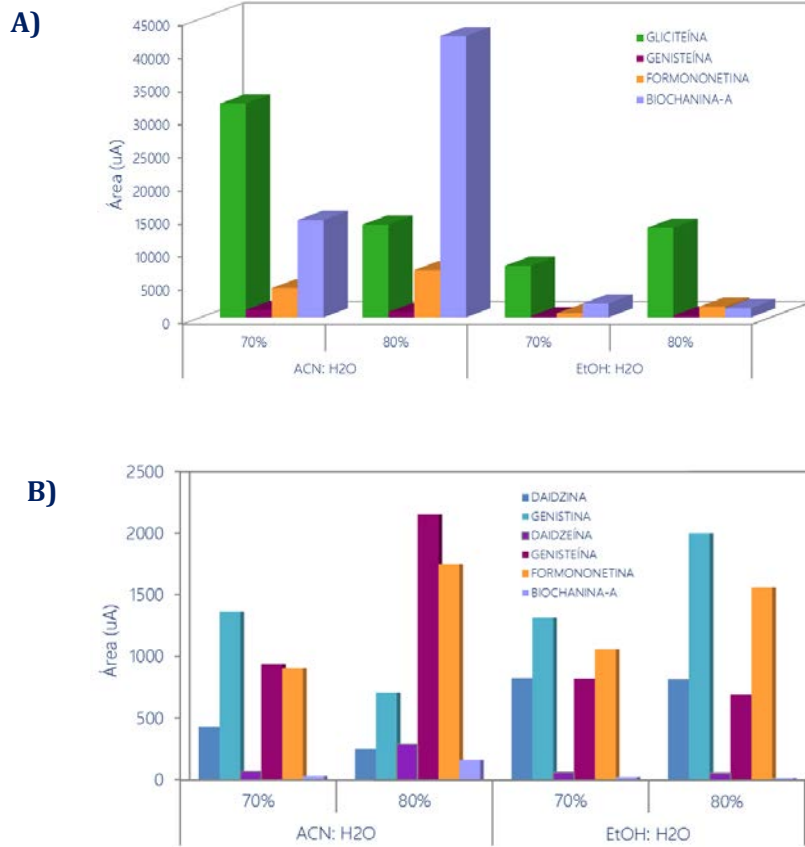 A)
45000
40000
35000
30000
25000
20000
15000
10000
5000
0
Área (uA)
GLICITEÍNA
GENISTEÍNA
FORMONONETINA
BIOCHANINA-A
70%
80%
70%
80%
ACN: H2O
EtOH: H2O
B)
2500
2000
1500
1000
500
0
Área (uA)
DAIDZINA
GENISTINA
DAIDZEÍNA
GENISTEÍNA
FORMONONETINA
BIOCHANINA-A
70%
80%
70%
80%
ACN: H2O
EtOH: H2O